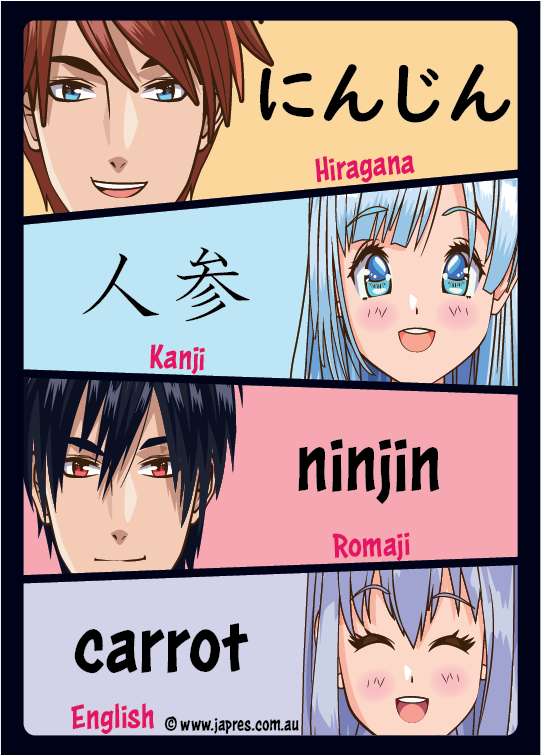 にんじん
Hiragana
人参
Kanji
ninjin
Romaji
carrot
English
© www.japres.com.au